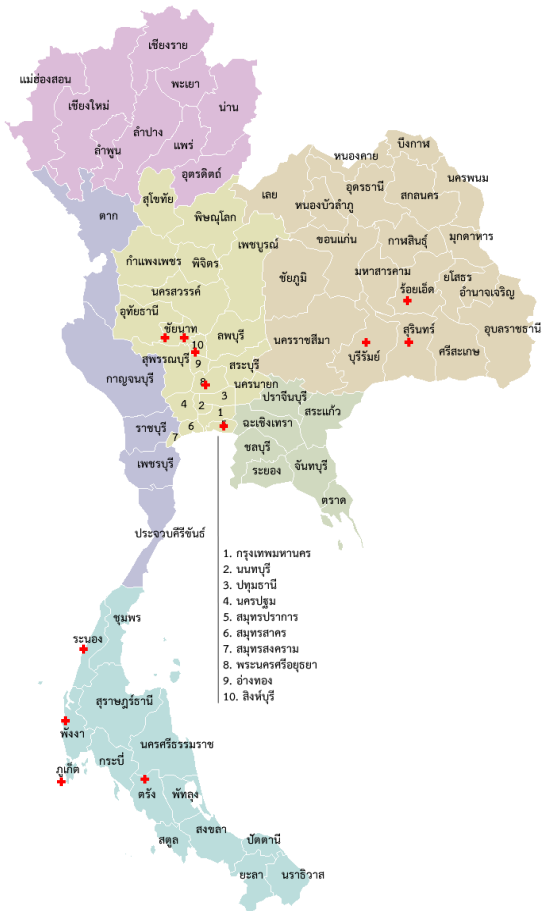 เชียงราย
แม่ฮ่องสอน
พะเยา
เชียงใหม่
น่าน
ลำปาง
แพร่
ลำพูน
อุตรดิตถ์
บึงกาฬ
หนองคาย
นครพนม
อุดรธานี
เลย
สกลนคร
สุโขทัย
หนองบัวลำภู
ตาก
พิษณุโลก
มุกดาหาร
ขอนแก่น
กาฬสินธุ์
เพชรบูรณ์
กำแพงเพชร
พิจิตร
มหาสารคาม
ชัยภูมิ
ยโสธร
ร้อยเอ็ด
อำนาจเจริญ
นครสวรรค์
อุทัยธานี
ชัยนาท
สุรินทร์
อุบลราชธานี
ลพบุรี
นครราชสีมา
10
ศรีสะเกษ
บุรีรัมย์
สุพรรณบุรี
9
สระบุรี
กาญจนบุรี
8
นครนายก
ปราจีนบุรี
3
4
2
สระแก้ว
1
ฉะเชิงเทรา
ราชบุรี
6
7
ชลบุรี
เพชรบุรี
ระยอง
จันทบุรี
ตราด
ประจวบคีรีขันธ์
1. กรุงเทพมหานคร
2. นนทบุรี
3. ปทุมธานี
4. นครปฐม
5. สมุทรปราการ
6. สมุทรสาคร
7. สมุทรสงคราม
8. พระนครศรีอยุธยา
9. อ่างทอง
10. สิงห์บุรี
ชุมพร
ระนอง
สุราษฎร์ธานี
พังงา
นครศรีธรรมราช
กระบี่
ภูเก็ต
ตรัง
พัทลุง
สงขลา
สตูล
ปัตตานี
ยะลา
นราธิวาส